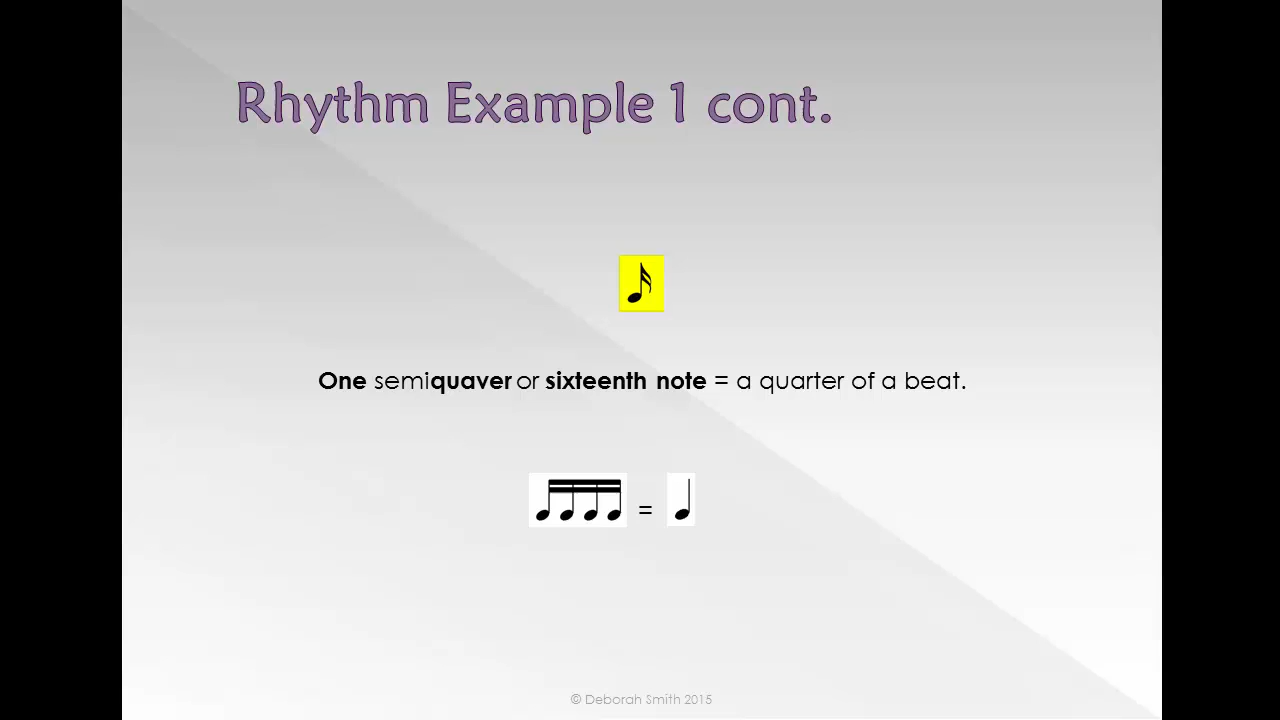 Rhythm Example 1 cont.
One semiquaver or sixteenth note = a quarter of a beat.
=
© Deborah Smith 2015